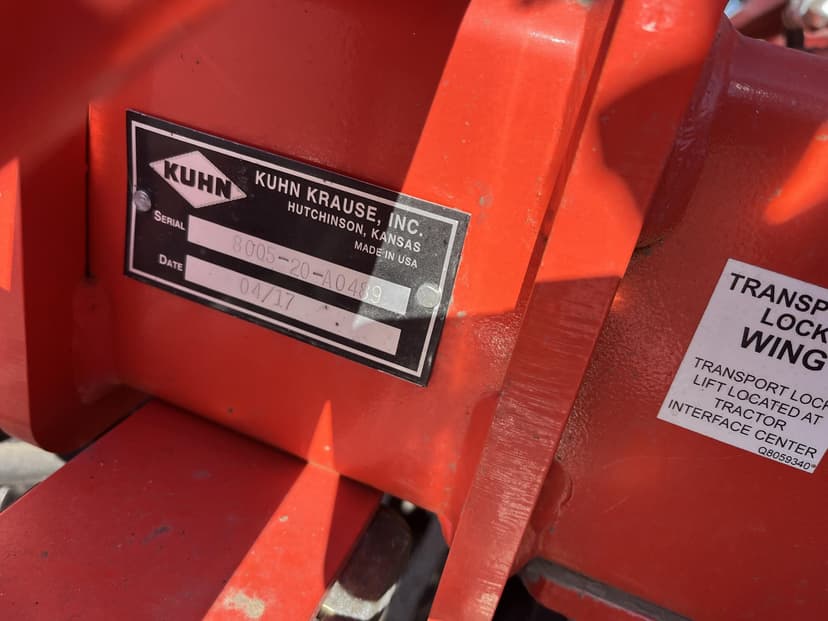 KUHN
KUHN KRAUSE, INC.
HUTCHINSON, KANSAS
MADE IN USA
SERIAL
8005-20-A0489
DATE
04/17
TRANSP
LOCK
WING
TRANSPORT LOCK
LIFT LOCATED AT
TRACTOR
INTERFACE CENTER
Q8059340